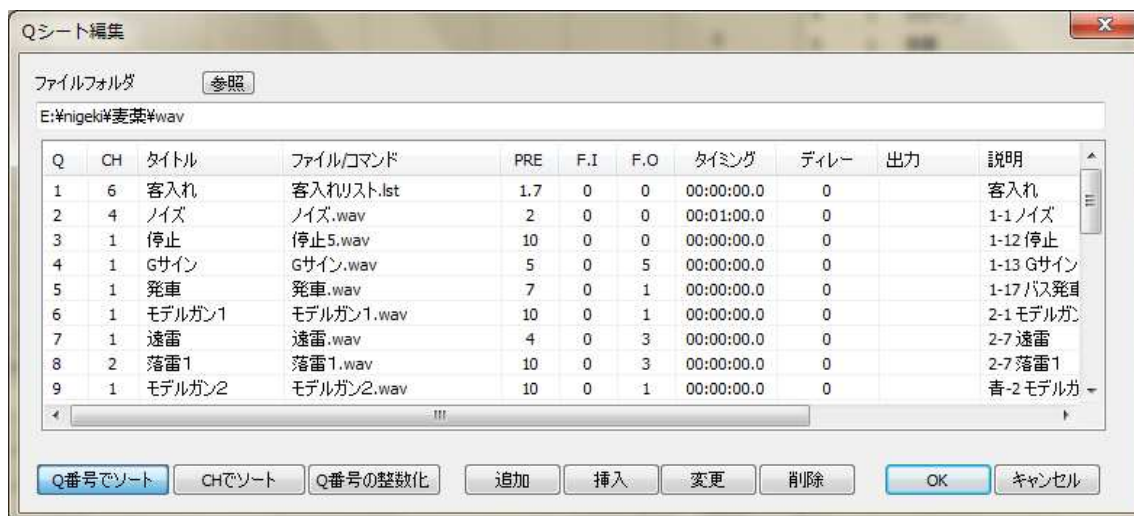 Qシート編集
ファイルフォルダ 参照
E:¥nigeki¥麦藁¥wav
Q CH タイトル ファイル/コマンド PRE F.I F.O タイミング ディレー 出力 説明
1 6 客入れ 客入れリスト.lst 1.7 0 0 00:00:00.0 0 客入れ
2 4 ノイズ ノイズ.wav 2 0 0 00:01:00.0 0 1-1ノイズ
3 1 停止 停止5.wav 10 0 0 00:00:00.0 0 1-12 停止
4 1 Gサイン Gサイン.wav 5 0 5 00:00:00.0 0 1-13 Gサイン
5 1 発車 発車.wav 7 0 1 00:00:00.0 0 1-17 バス発車
6 1 モデルガン1 モデルガン1.wav 10 0 1 00:00:00.0 0 2-1 モデルガン
7 1 遠雷 遠雷.wav 4 0 3 00:00:00.0 0 2-7 遠雷
8 2 落雷1 落雷1.wav 10 0 3 00:00:00.0 0 2-7 落雷1
9 1 モデルガン2 モデルガン2.wav 10 0 1 00:00:00.0 0 青-2 モデルガ
Q番号でソート CHでソート Q番号の整数化 追加 挿入 変更 削除 OK キャンセル